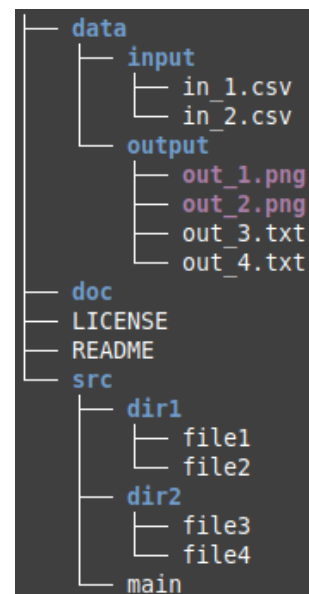 data
input
in_1.csv
in_2.csv
output
out_1.png
out_2.png
out_3.txt
out_4.txt
doc
LICENSE
README
src
dir1
file1
file2
dir2
file3
file4
main